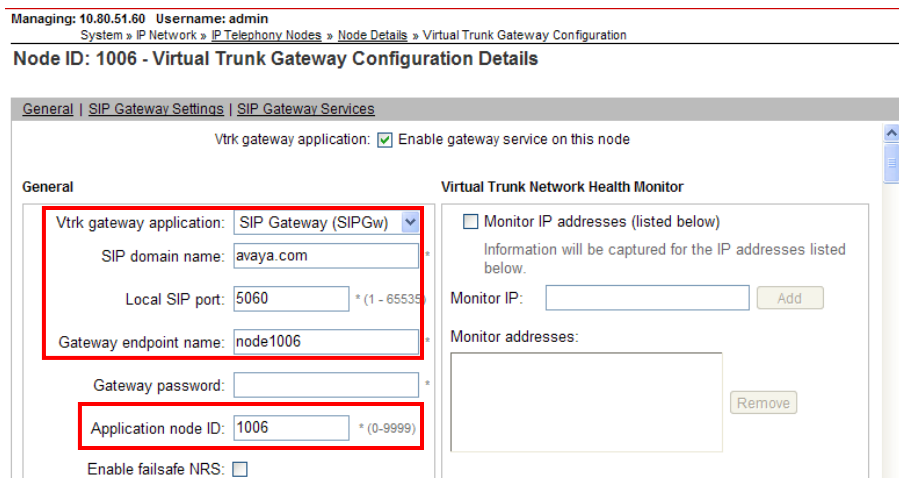 Managing: 10.80.51.60 Username: admin
System » IP Network » IP Telephony Nodes » Node Details » Virtual Trunk Gateway Configuration
Node ID: 1006 - Virtual Trunk Gateway Configuration Details
General | SIP Gateway Settings | SIP Gateway Services
Vtrk gateway application: Enable gateway service on this node
General
Vtrk gateway application: SIP Gateway (SIPGw)
SIP domain name: avaya.com *
Local SIP port: 5060 * (1 - 65535)
Gateway endpoint name: node1006 *
Gateway password: *
Application node ID: 1006 * (0-9999)
Enable failsafe NRS:
Virtual Trunk Network Health Monitor
Monitor IP addresses (listed below)
Information will be captured for the IP addresses listed
below.
Monitor IP: Add
Monitor addresses:
Remove